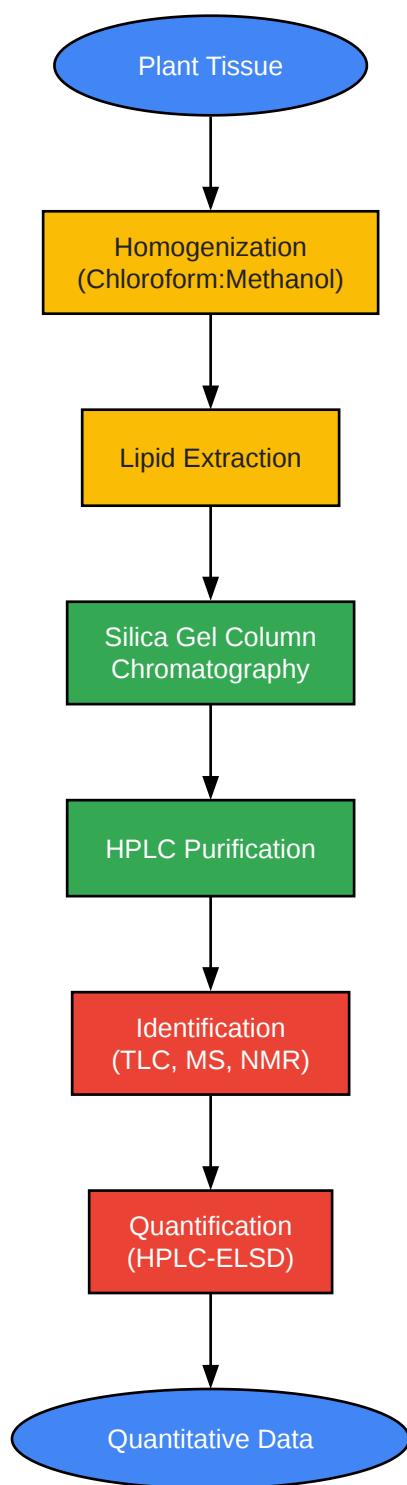 Plant Tissue
Homogenization
(Chloroform:Methanol)
Lipid Extraction
Silica Gel Column
Chromatography
HPLC Purification
Identification
(TLC, MS, NMR)
Quantification
(HPLC-ELSD)
Quantitative Data